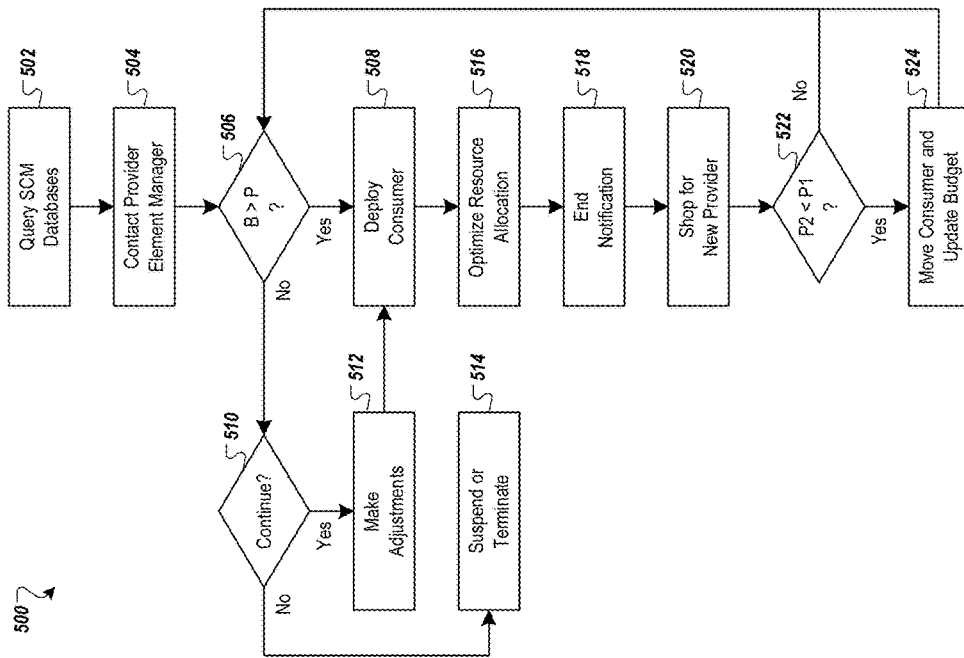 500
Query SCM
Databases
502
Contact Provider
Element Manager
504
B > P
?
506
No
Yes
Continue?
510
No
Yes
Make
Adjustments
512
Suspend or
Terminate
514
Deploy
Consumer
508
Optimize Resource
Allocation
516
End
Notification
518
Shop for
New Provider
520
P2 < P1
?
522
No
Yes
Move Consumer and
Update Budget
524